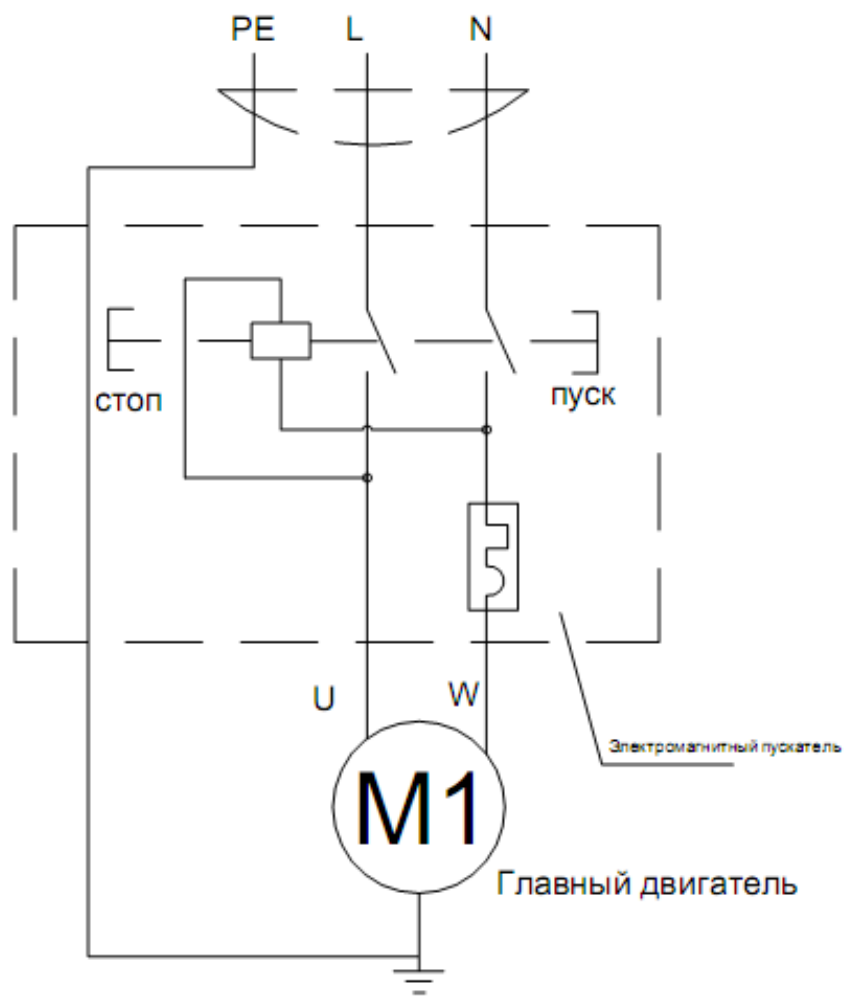 PE L N
стоп
пуск
U W
Электромагнитный пускатель
M1
Главный двигатель